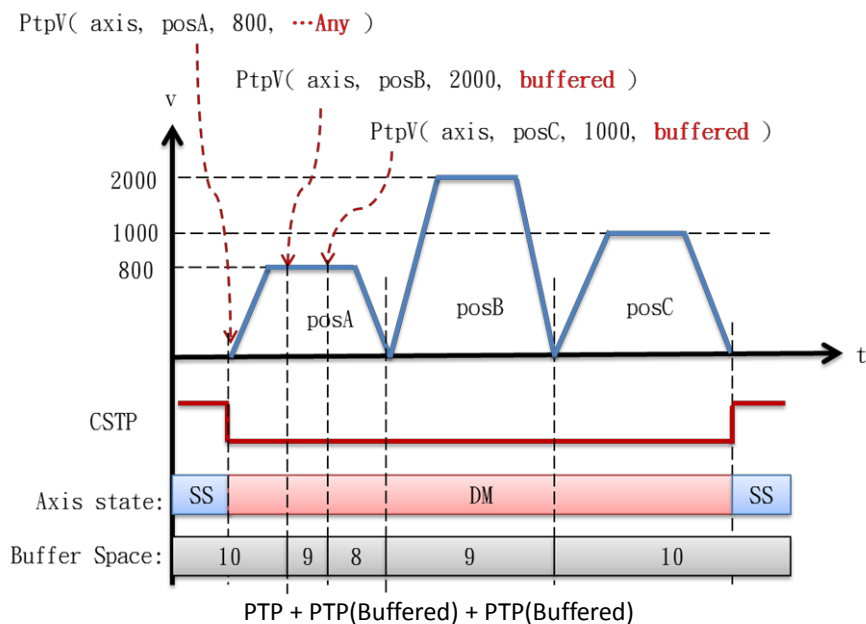 PtpV( axis, posA, 800, ⋯Any )
PtpV( axis, posB, 2000, buffered )
v
PtpV( axis, posC, 1000, buffered )
2000
1000
800
posA
posB
posC
t
CSTP
Axis state:
SS
DM
SS
Buffer Space:
10
9
8
9
10
PTP + PTP(Buffered) + PTP(Buffered)